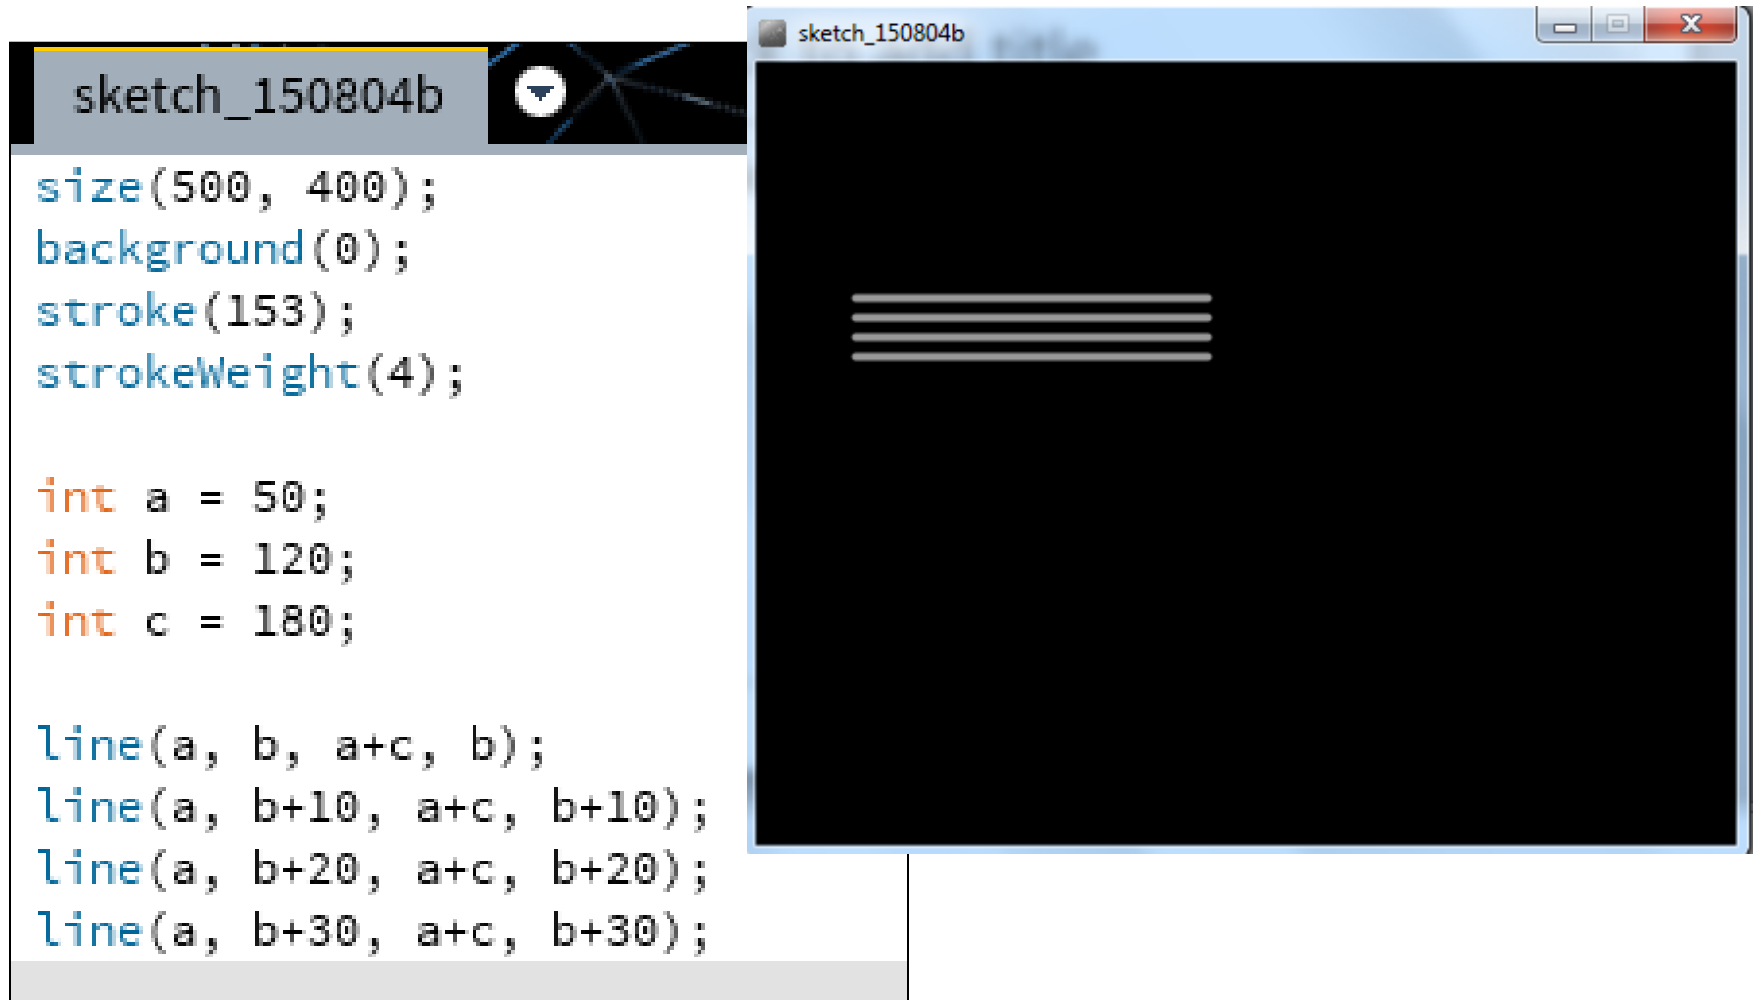 sketch_150804b
size(500, 400);
background(0);
stroke(153);
strokeWeight(4);
int a = 50;
int b = 120;
int c = 180;
line(a, b, a+c, b);
line(a, b+10, a+c, b+10);
line(a, b+20, a+c, b+20);
line(a, b+30, a+c, b+30);
sketch_150804b